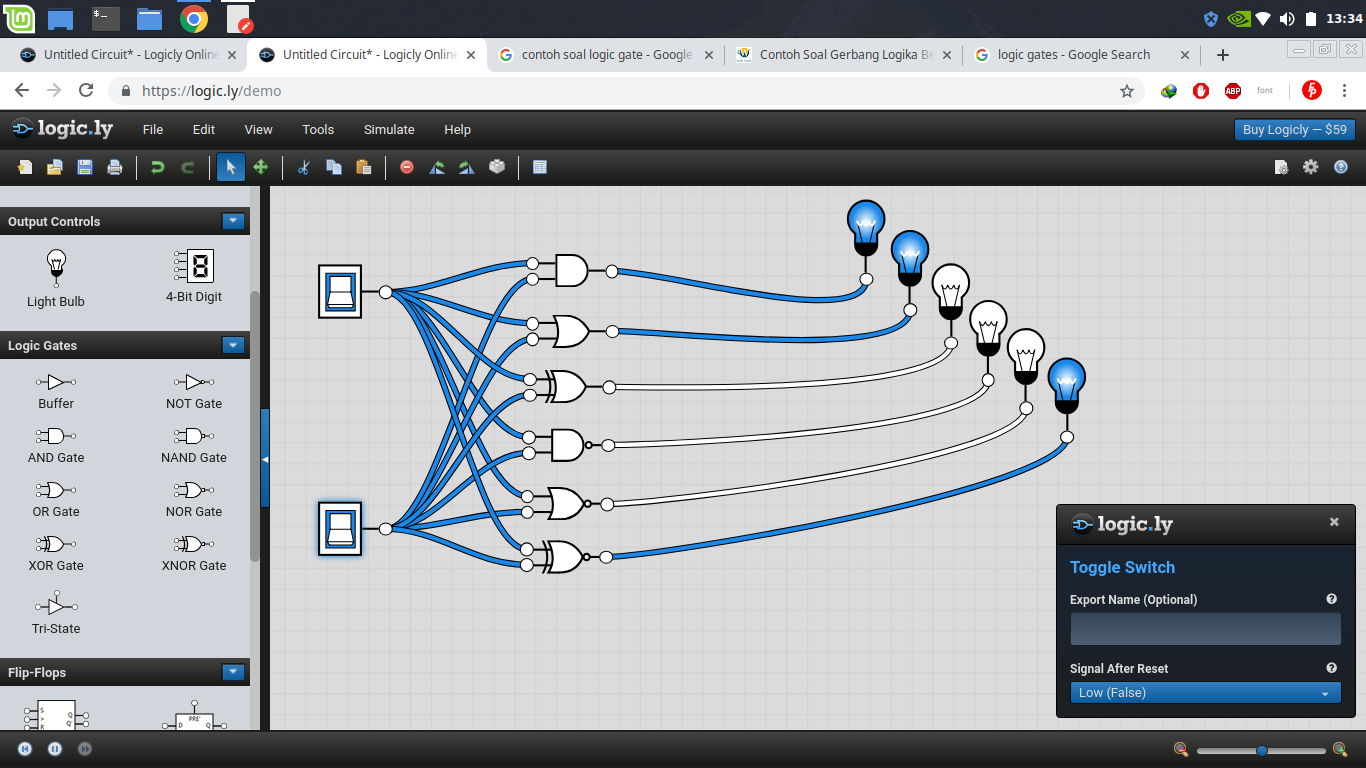 13:34
Untitled Circuit* - Logicly Online
Untitled Circuit* - Logicly Online
contoh soal logic gate - Google
Contoh Soal Gerbang Logika Be
logic gates - Google Search
https://logic.ly/demo
ABP
font
logic.ly
File
Edit
View
Tools
Simulate
Help
Buy Logicly — $59
Output Controls
Light Bulb
4-Bit Digit
Logic Gates
Buffer
NOT Gate
AND Gate
NAND Gate
OR Gate
NOR Gate
XOR Gate
XNOR Gate
Tri-State
Flip-Flops
S
Q
>
Q'
R
PRE'
D
Q
logic.ly
Toggle Switch
Export Name (Optional)
Signal After Reset
Low (False)